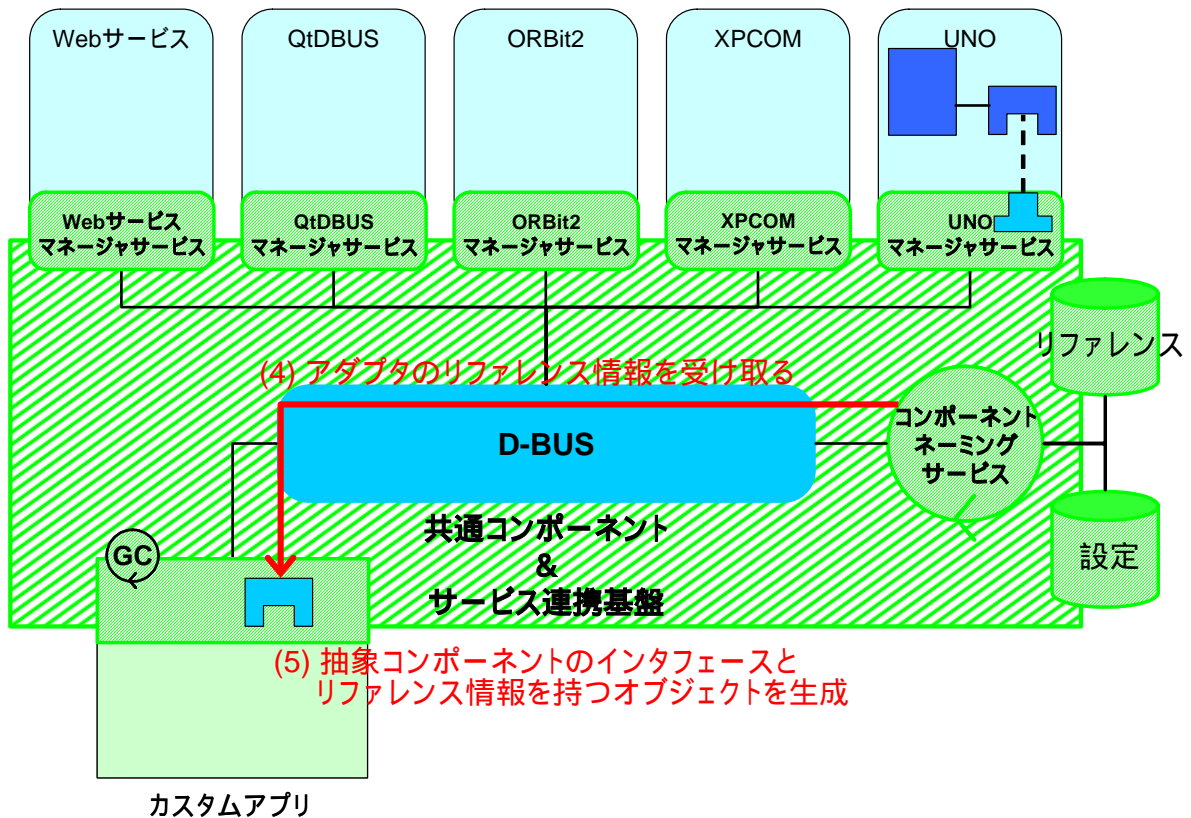 Webサービス
QtDBUS
ORBit2
XPCOM
UNO
Webサービス
マネージャサービス
QtDBUS
マネージャサービス
ORBit2
マネージャサービス
XPCOM
マネージャサービス
UNO
マネージャサービス
リファレンス
(4) アダプタのリファレンス情報を受け取る
コンポーネント
ネーミング
サービス
D-BUS
共通コンポーネント
&
サービス連携基盤
設定
GC
(5) 抽象コンポーネントのインタフェースと
リファレンス情報を持つオブジェクトを生成
カスタムアプリ